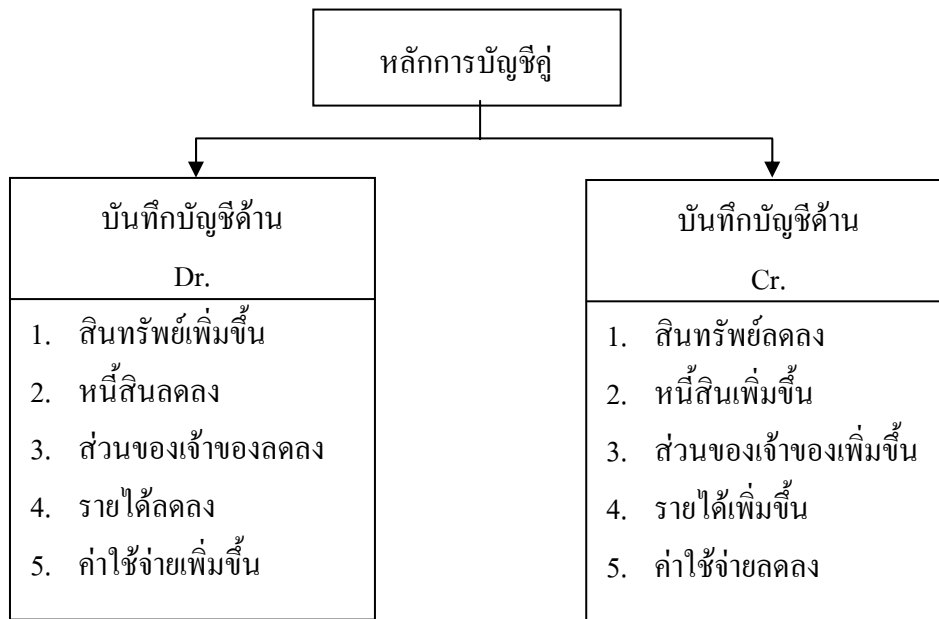 หลักการบัญชีคู่
บันทึกบัญชีด้าน
Dr.
1. สินทรัพย์เพิ่มขึ้น
2. หนี้สินลดลง
3. ส่วนของเจ้าของลดลง
4. รายได้ลดลง
5. ค่าใช้จ่ายเพิ่มขึ้น
บันทึกบัญชีด้าน
Cr.
1. สินทรัพย์ลดลง
2. หนี้สินเพิ่มขึ้น
3. ส่วนของเจ้าของเพิ่มขึ้น
4. รายได้เพิ่มขึ้น
5. ค่าใช้จ่ายลดลง